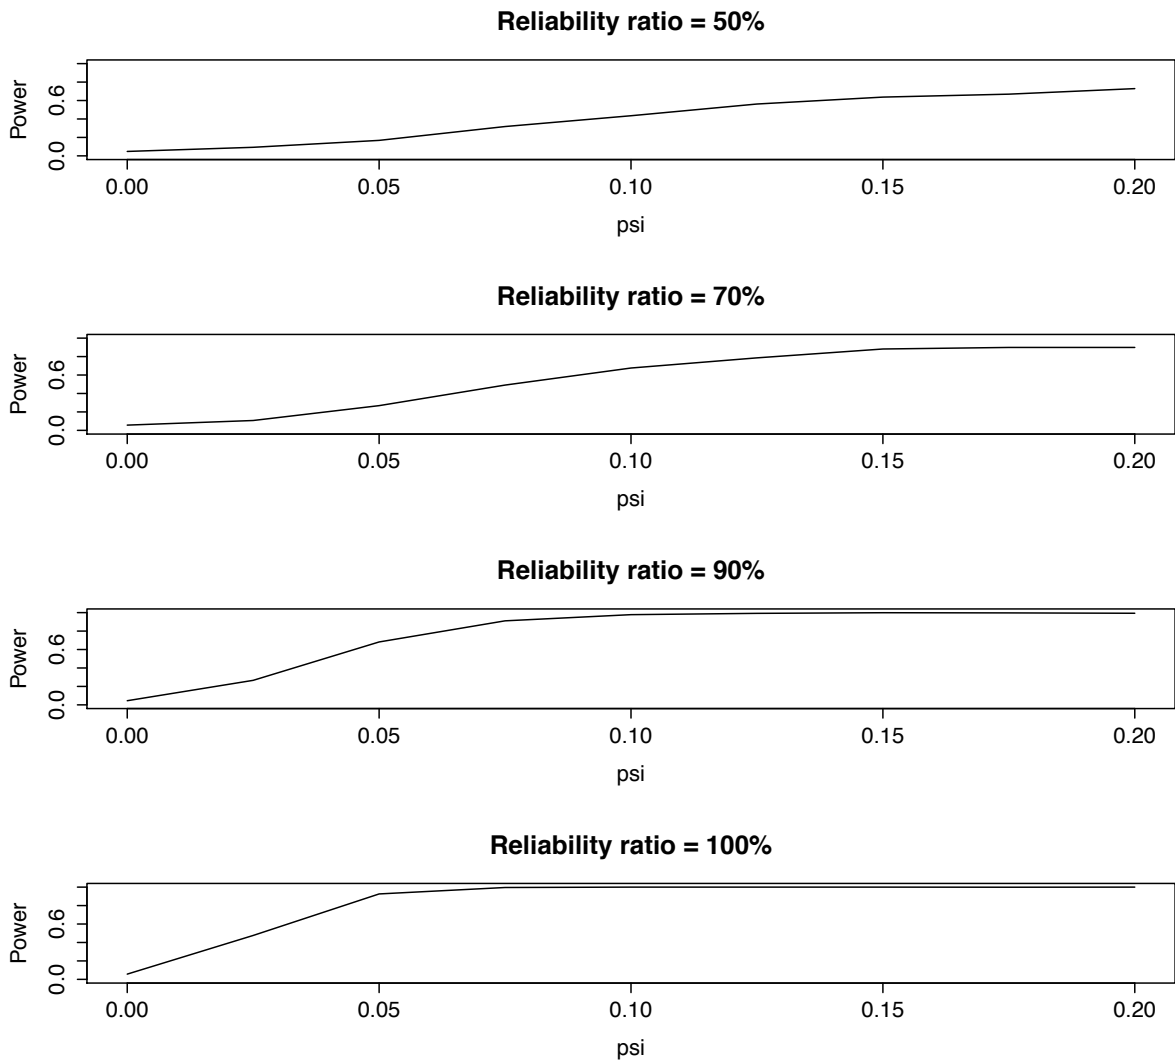 Reliability ratio = 50%
Power
0.6
0.0
0.00 0.05 0.10 0.15 0.20
psi
Reliability ratio = 70%
Power
0.6
0.0
0.00 0.05 0.10 0.15 0.20
psi
Reliability ratio = 90%
Power
0.6
0.0
0.00 0.05 0.10 0.15 0.20
psi
Reliability ratio = 100%
Power
0.6
0.0
0.00 0.05 0.10 0.15 0.20
psi